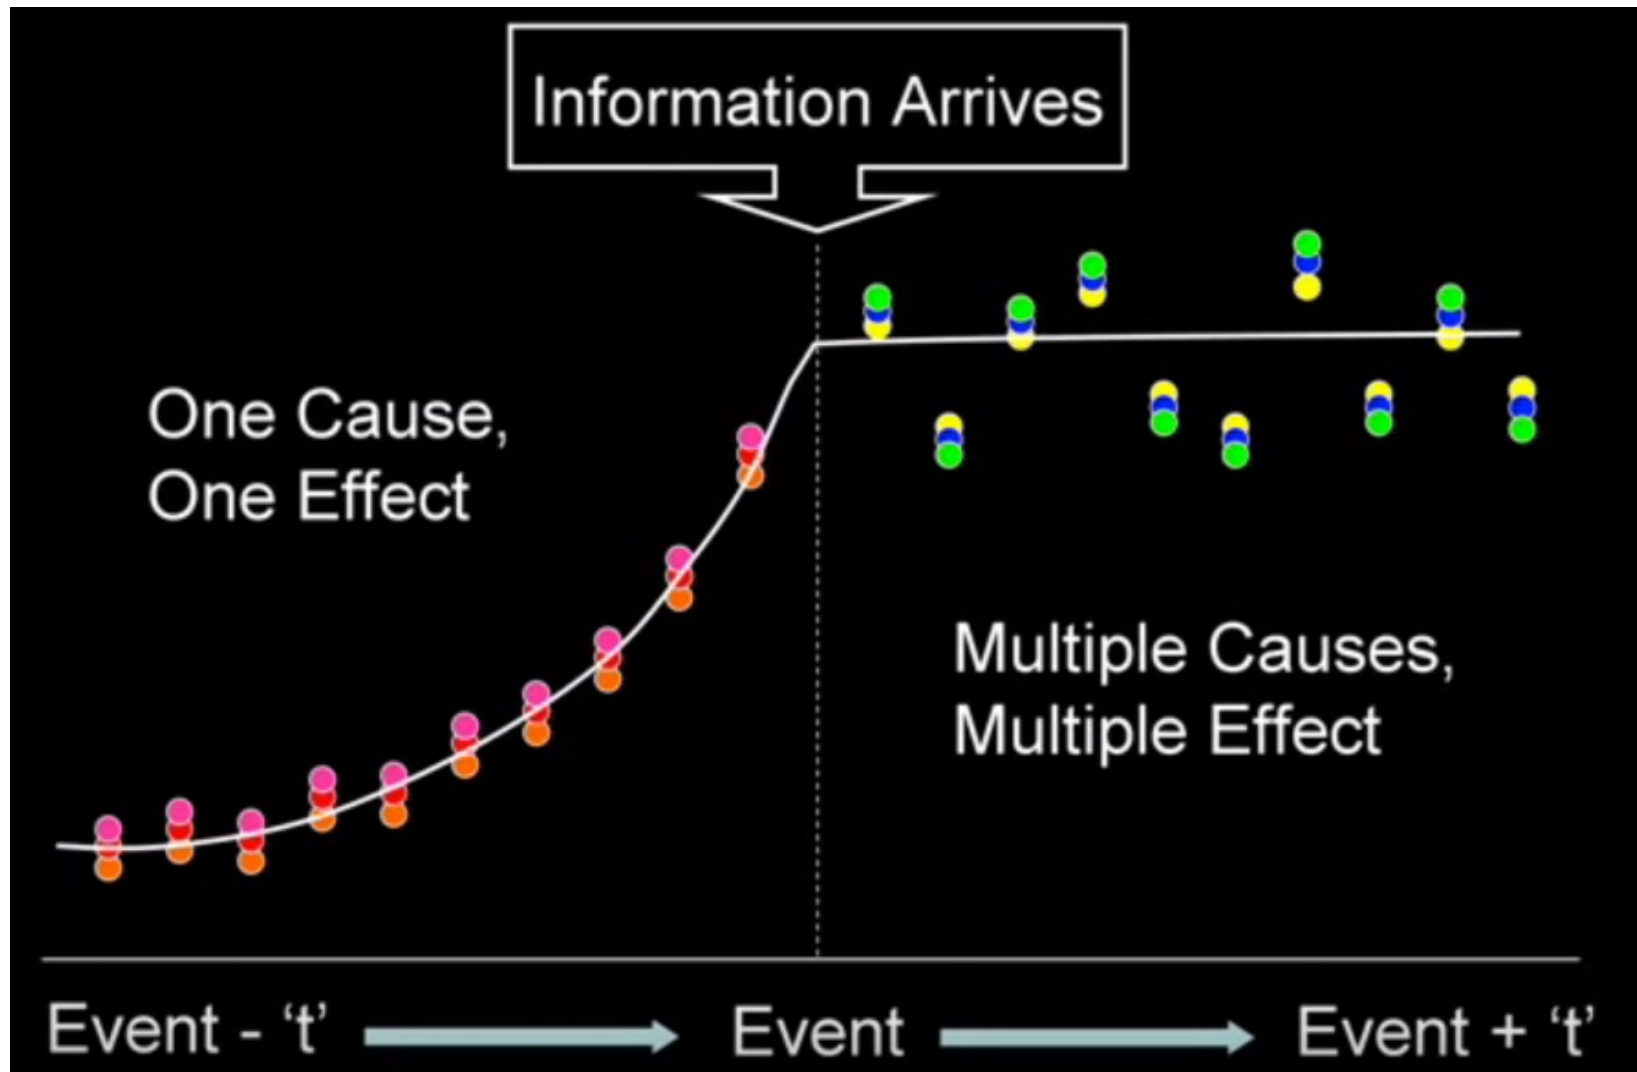 Information Arrives
One Cause,
One Effect
Multiple Causes,
Multiple Effect
Event - ‘t’
Event
Event + ‘t’